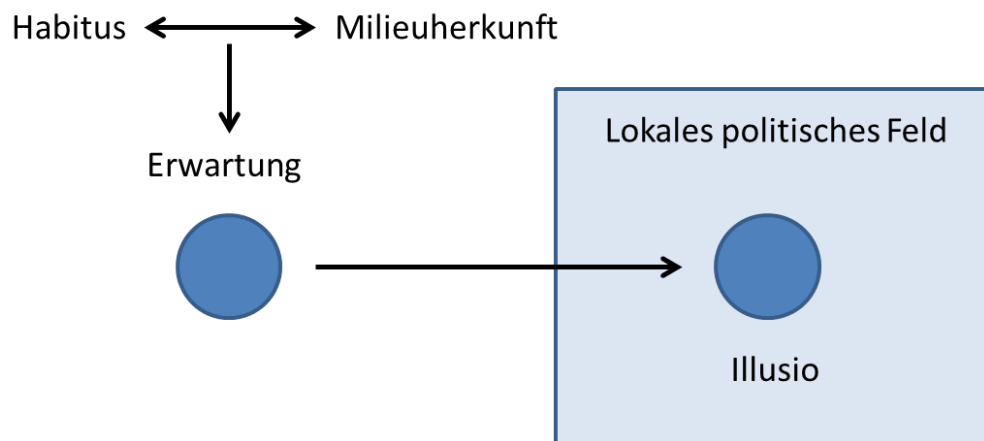 Habitus
Milieuherkunft
Erwartung
Lokales politisches Feld
Illusio